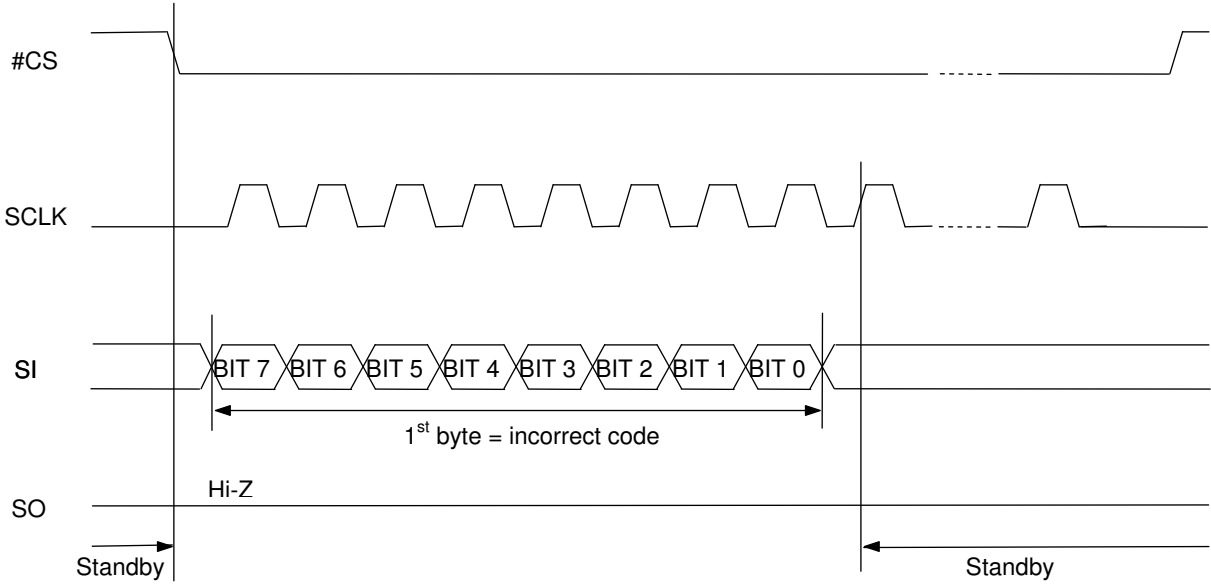 #CS
SCLK
SI
BIT 7 BIT 6 BIT 5 BIT 4 BIT 3 BIT 2 BIT 1 BIT 0
1st byte = incorrect code
Hi-Z
SO
Standby Standby